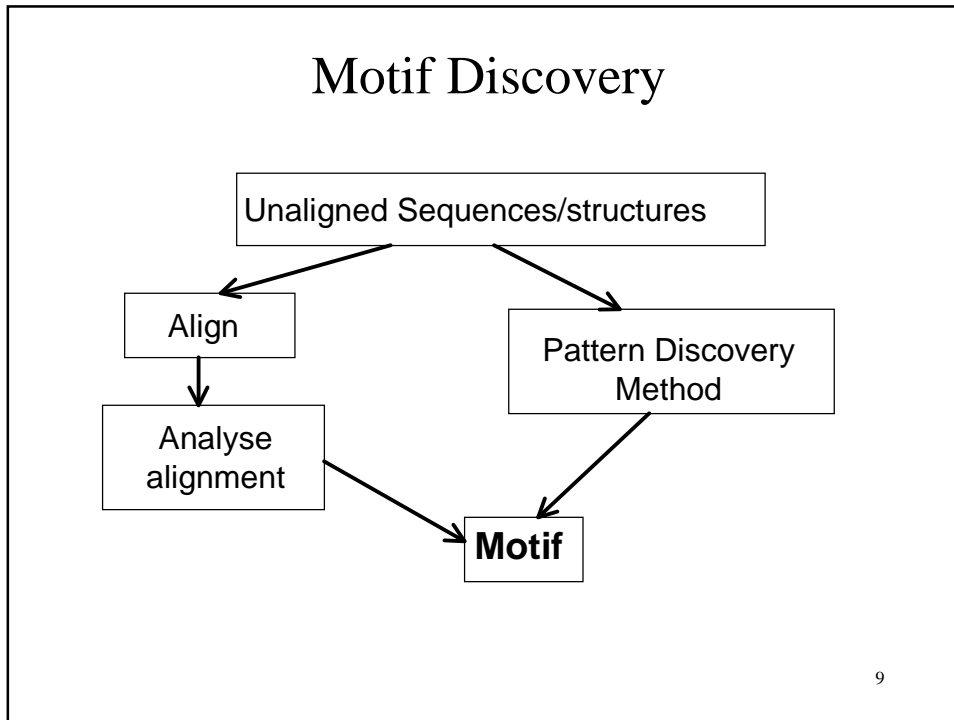 Motif Discovery
Unaligned Sequences/structures
Align
Pattern Discovery
Method
Analyse
alignment
Motif
9